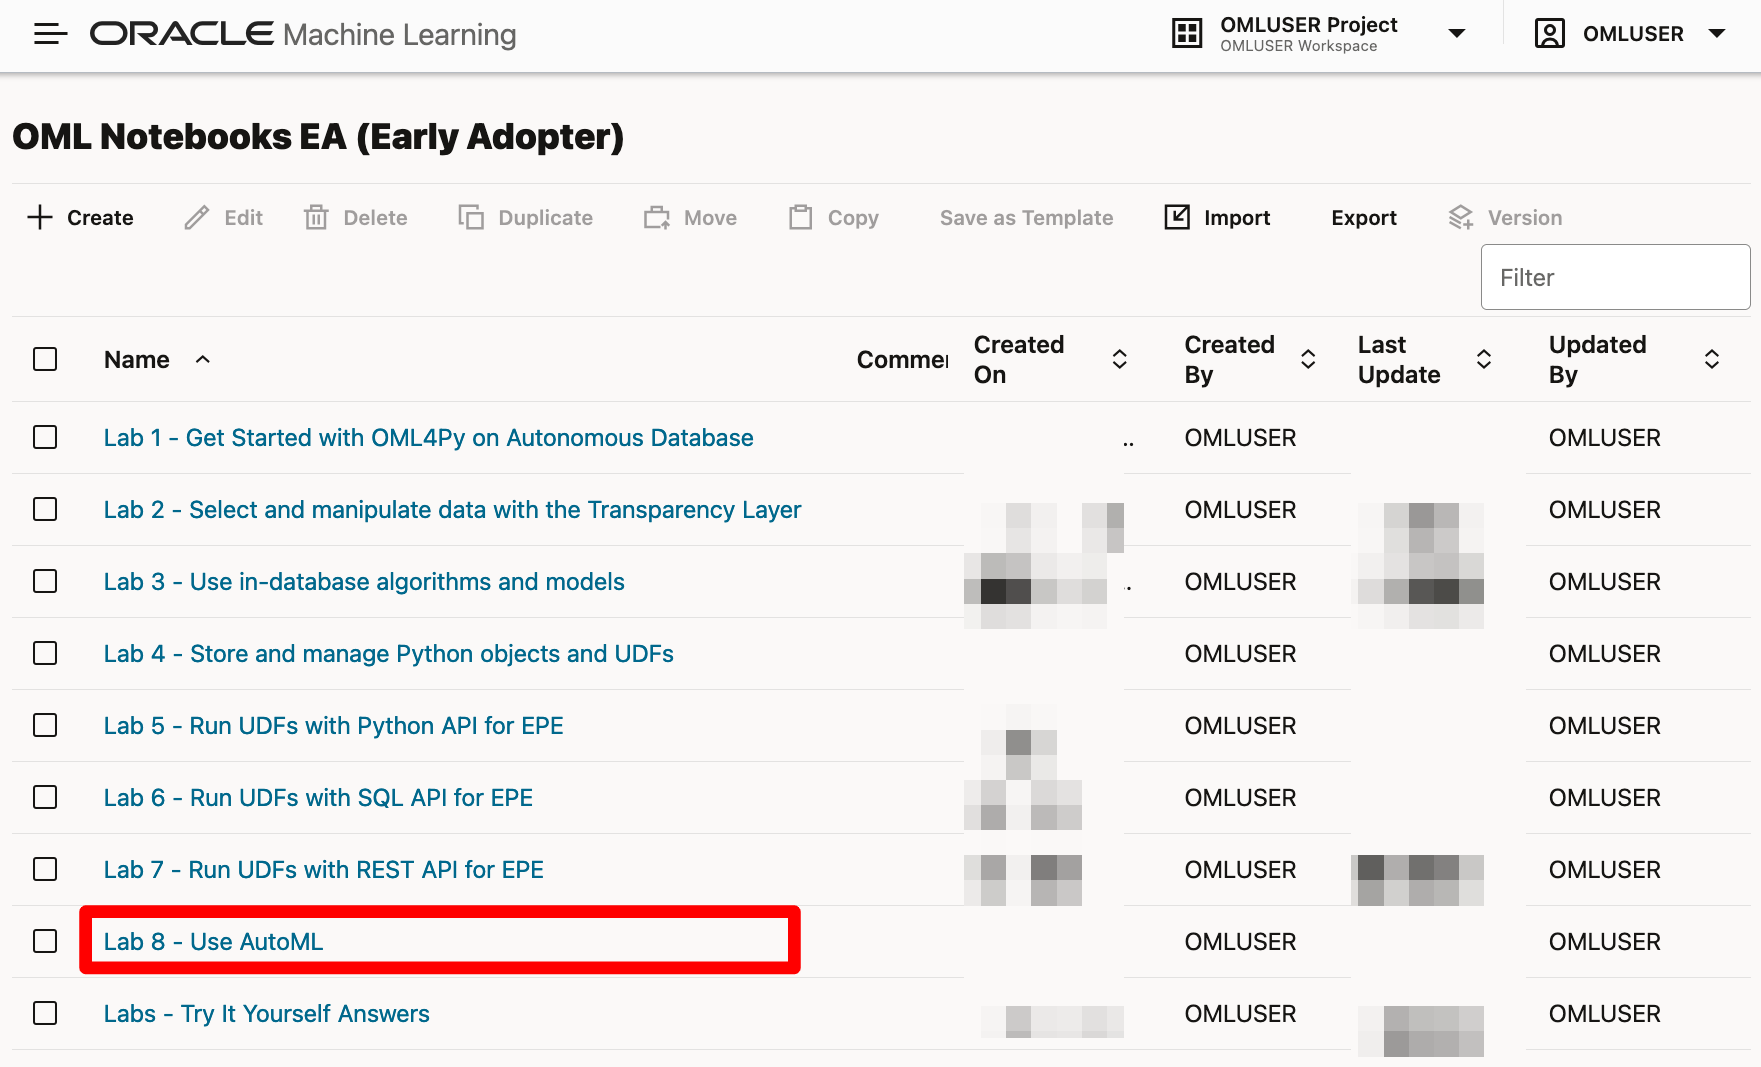 ORACLE Machine Learning
OMLUSER Project
OMLUSER Workspace
OMLUSER
OML Notebooks EA (Early Adopter)
Create Edit Delete Duplicate Move Copy Save as Template Import Export Version
Filter
Name Commen Created On Created By Last Update Updated By
Lab 1 - Get Started with OML4Py on Autonomous Database .. OMLUSER OMLUSER
Lab 2 - Select and manipulate data with the Transparency Layer OMLUSER OMLUSER
Lab 3 - Use in-database algorithms and models .. OMLUSER OMLUSER
Lab 4 - Store and manage Python objects and UDFs OMLUSER OMLUSER
Lab 5 - Run UDFs with Python API for EPE OMLUSER OMLUSER
Lab 6 - Run UDFs with SQL API for EPE OMLUSER OMLUSER
Lab 7 - Run UDFs with REST API for EPE OMLUSER OMLUSER
Lab 8 - Use AutoML OMLUSER OMLUSER
Labs - Try It Yourself Answers OMLUSER OMLUSER